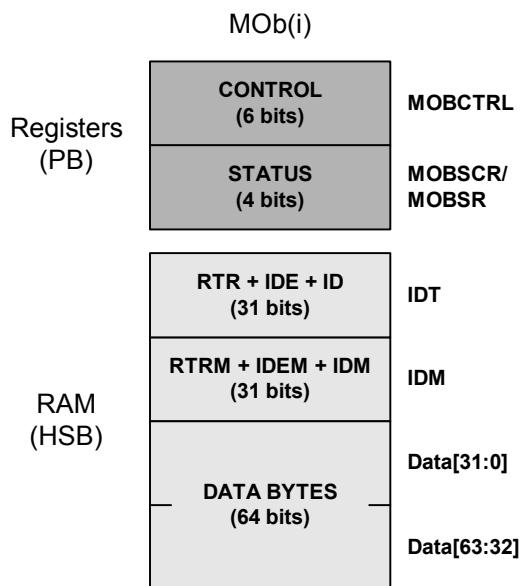 MOb(i)
Registers
(PB)
CONTROL
(6 bits)
MOBCTRL
STATUS
(4 bits)
MOBSCR/
MOBSR
RAM
(HSB)
RTR + IDE + ID
(31 bits)
IDT
RTRM + IDEM + IDM
(31 bits)
IDM
DATA BYTES
(64 bits)
Data[31:0]
Data[63:32]